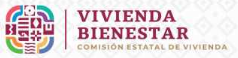 VIVIENDA
BIENESTAR
COMISIÓN ESTATAL DE VIVIENDA